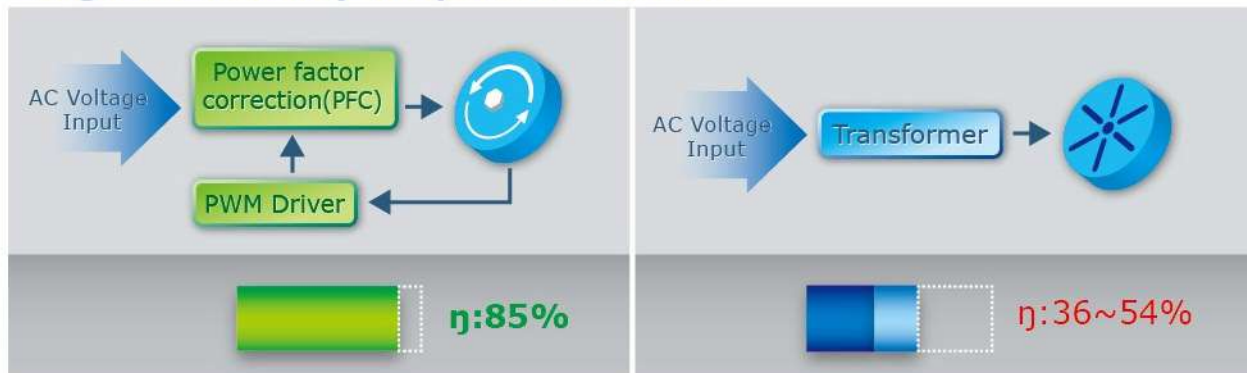 Power factor
correction(PFC)
AC Voltage
Input
PWM Driver
ŋ:85%
AC Voltage
Input
Transformer
ŋ:36~54%